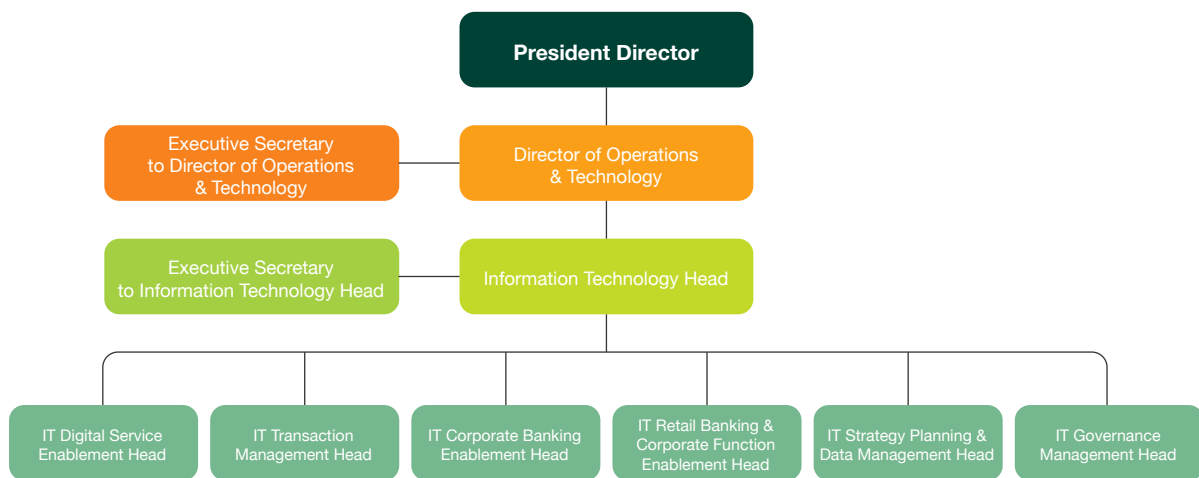 President Director
Executive Secretary
to Director of Operations
& Technology
Director of Operations
& Technology
Executive Secretary
to Information Technology Head
Information Technology Head
IT Digital Service
Enablement Head
IT Transaction
Management Head
IT Corporate Banking
Enablement Head
IT Retail Banking &
Corporate Function
Enablement Head
IT Strategy Planning &
Data Management Head
IT Governance
Management Head